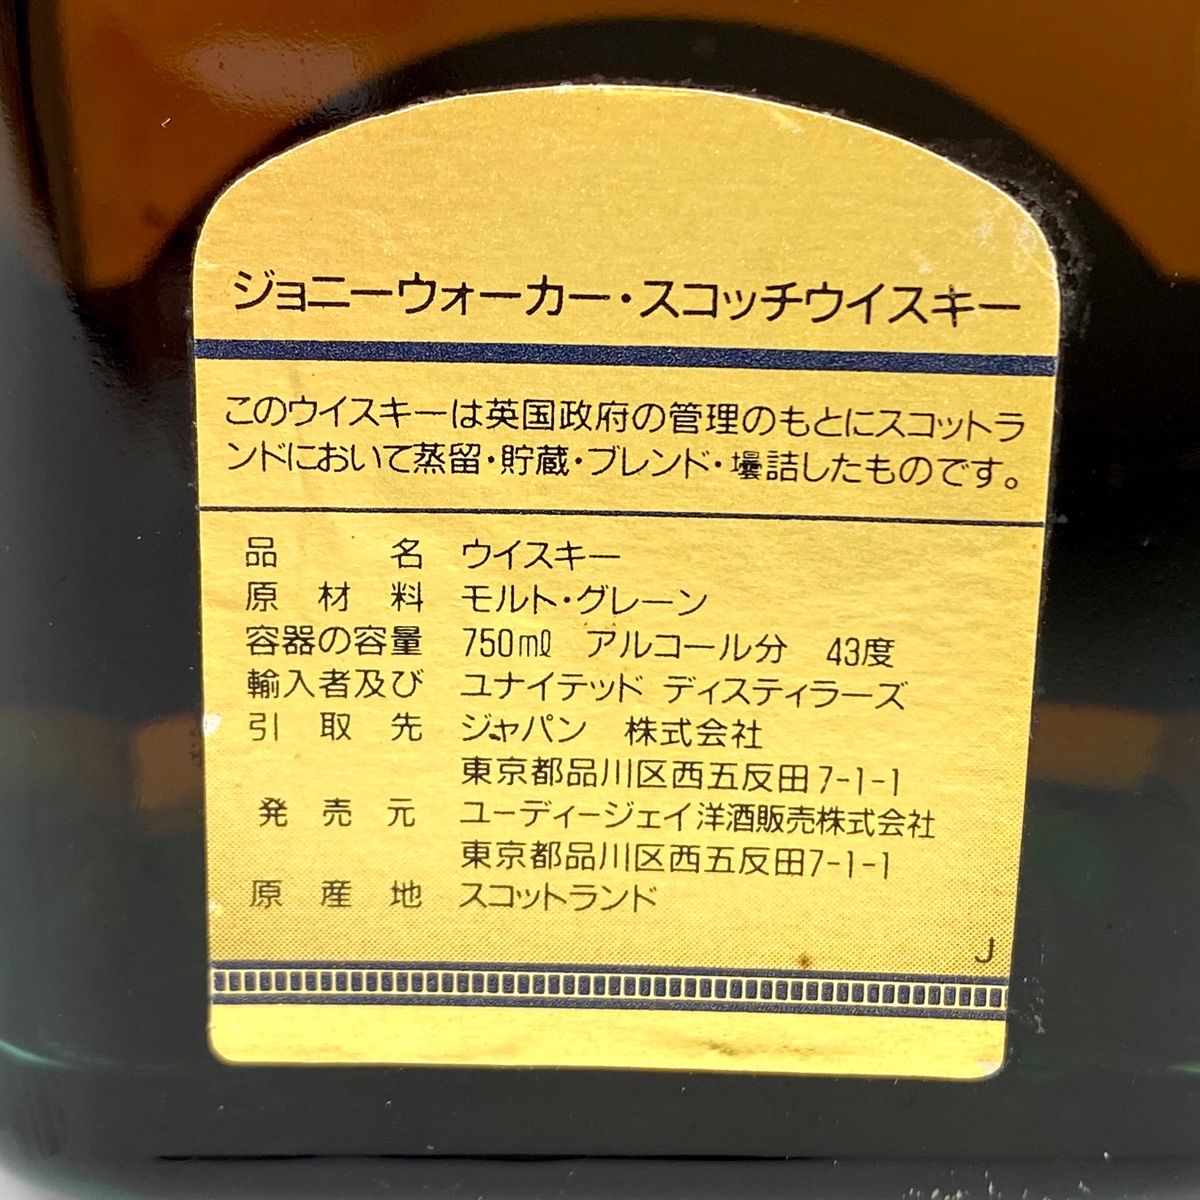 ジョニーウォーカー・スコッチウイスキー
このウイスキーは英国政府の管理のもとにスコットラ
ンドにおいて蒸留・貯蔵・ブレンド・壜詰したものです。
品名 ウイスキー
原材料 モルト・グレーン
容器の容量 750ml アルコール分 43度
輸入者及び ユナイテッド ディスティラーズ
引取先 ジャパン 株式会社
東京都品川区西五反田7-1-1
発売元 ユーディージェイ洋酒販売株式会社
東京都品川区西五反田7-1-1
原産地 スコットランド
J